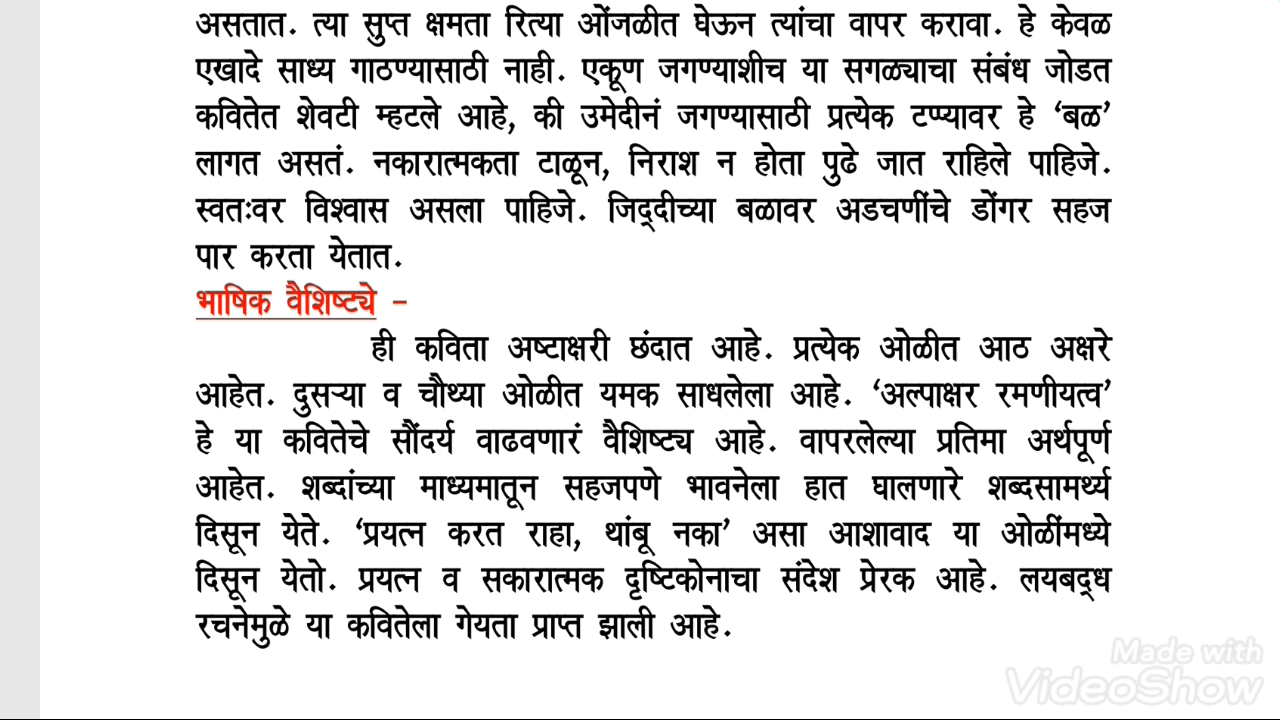 असतात. त्या सुप्त क्षमता रित्या ओंजळीत घेऊन त्यांचा वापर करावा. हे केवळ
एखादे साध्य गाठण्यासाठी नाही. एकूण जगण्याशीच या सगळ्याचा संबंध जोडत
कवितेत शेवटी म्हटले आहे, की उमेदीनं जगण्यासाठी प्रत्येक टप्प्यावर हे ‘बळ’
लागत असतं. नकारात्मकता टाळून, निराश न होता पुढे जात राहिले पाहिजे.
स्वतःवर विश्वास असला पाहिजे. जिद्‌दीच्या बळावर अडचणींचे डोंगर सहज
पार करता येतात.
भाषिक वैशिष्ट्ये –
ही कविता अष्टाक्षरी छंदात आहे. प्रत्येक ओळीत आठ अक्षरे
आहेत. दुसऱ्या व चौथ्या ओळीत यमक साधलेला आहे. ‘अल्पाक्षर रमणीयत्व’
हे या कवितेचे सौंदर्य वाढवणारं वैशिष्ट्य आहे. वापरलेल्या प्रतिमा अर्थपूर्ण
आहेत. शब्दांच्या माध्यमातून सहजपणे भावनेला हात घालणारे शब्दसामर्थ्य
दिसून येते. ‘प्रयत्न करत राहा, थांबू नका’ असा आशावाद या ओळींमध्ये
दिसून येतो. प्रयत्न व सकारात्मक दृष्टिकोनाचा संदेश प्रेरक आहे. लयबद्‌ध
रचनेमुळे या कवितेला गेयता प्राप्त झाली आहे.
Made with
VideoShow